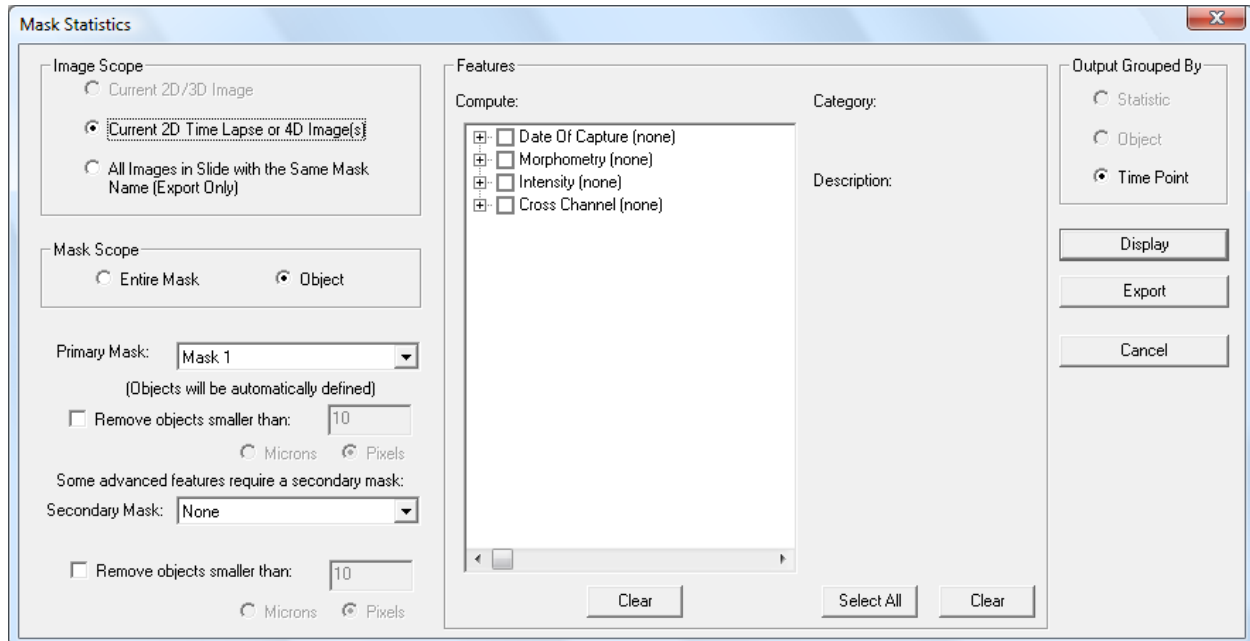 Mask Statistics
Image Scope
Current 2D/3D Image
Current 2D Time Lapse or 4D Image(s)
All Images in Slide with the Same Mask
Name (Export Only)
Mask Scope
Entire Mask
Object
Primary Mask:
Mask 1
(Objects will be automatically defined)
Remove objects smaller than:
10
Microns
Pixels
Some advanced features require a secondary mask:
Secondary Mask:
None
Remove objects smaller than:
10
Microns
Pixels
Features
Compute:
Date Of Capture (none)
Morphometry (none)
Intensity (none)
Cross Channel (none)
Clear
Category:
Description:
Select All
Clear
Output Grouped By
Statistic
Object
Time Point
Display
Export
Cancel